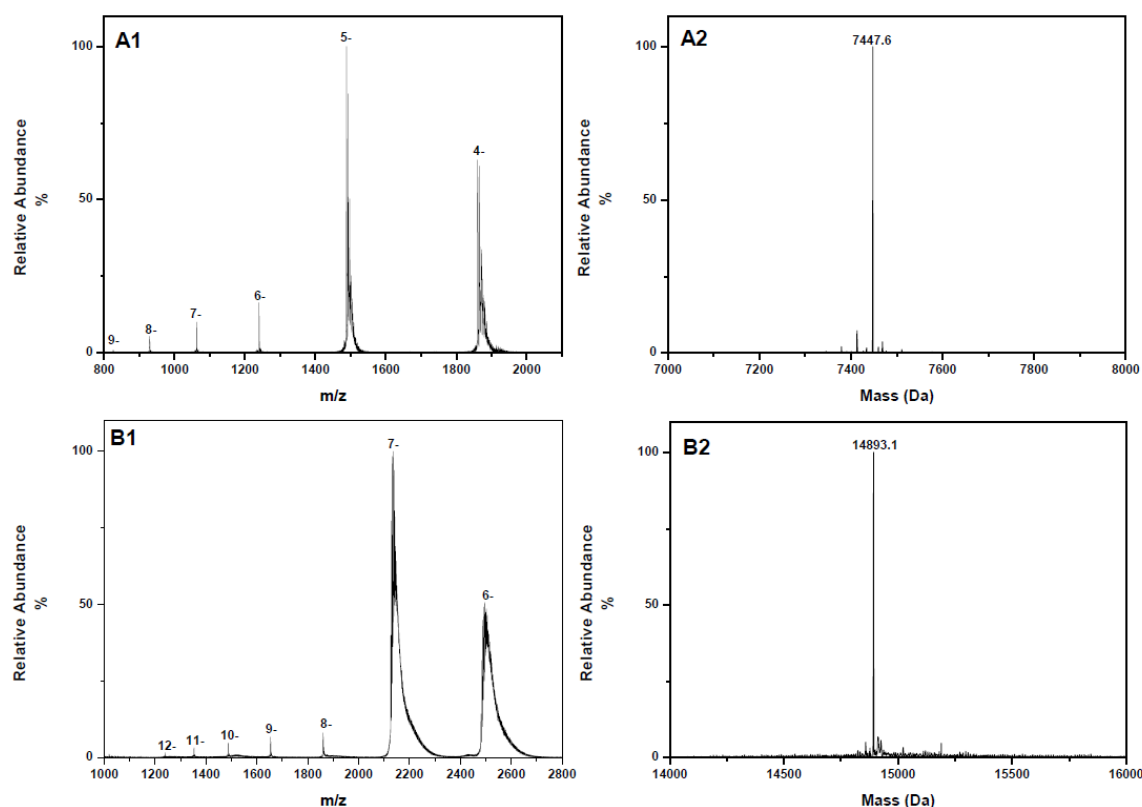 A1
5-
4-
6-
7-
8-
9-
100
50
0
800 1000 1200 1400 1600 1800 2000
m/z
Relative Abundance
%
A2
7447.6
100
50
0
7000 7200 7400 7600 7800 8000
Mass (Da)
Relative Abundance
%
B1
7-
6-
8-
9-
10-
11-
12-
100
50
0
1000 1200 1400 1600 1800 2000 2200 2400 2600 2800
m/z
Relative Abundance
%
B2
14893.1
100
50
0
14000 14500 15000 15500 16000
Mass (Da)
Relative Abundance
%